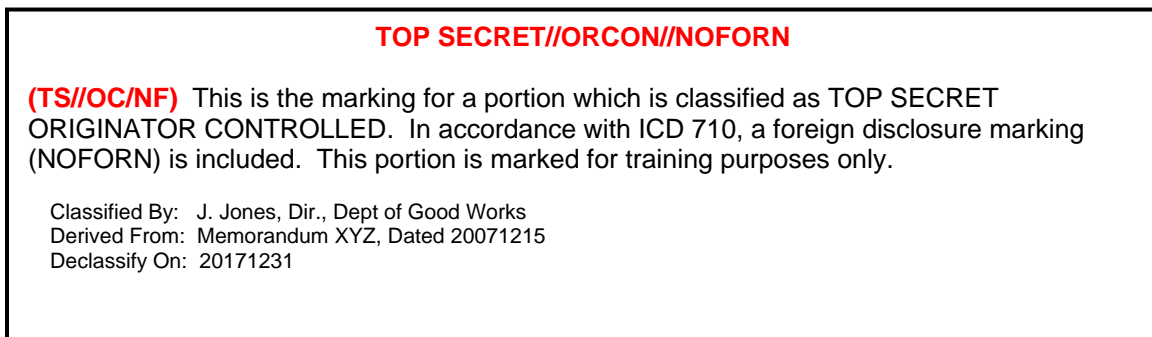 TOP SECRET//ORCON//NOFORN
(TS//OC/NF) This is the marking for a portion which is classified as TOP SECRET
ORIGINATOR CONTROLLED. In accordance with ICD 710, a foreign disclosure marking
(NOFORN) is included. This portion is marked for training purposes only.
Classified By: J. Jones, Dir., Dept of Good Works
Derived From: Memorandum XYZ, Dated 20071215
Declassify On: 20171231